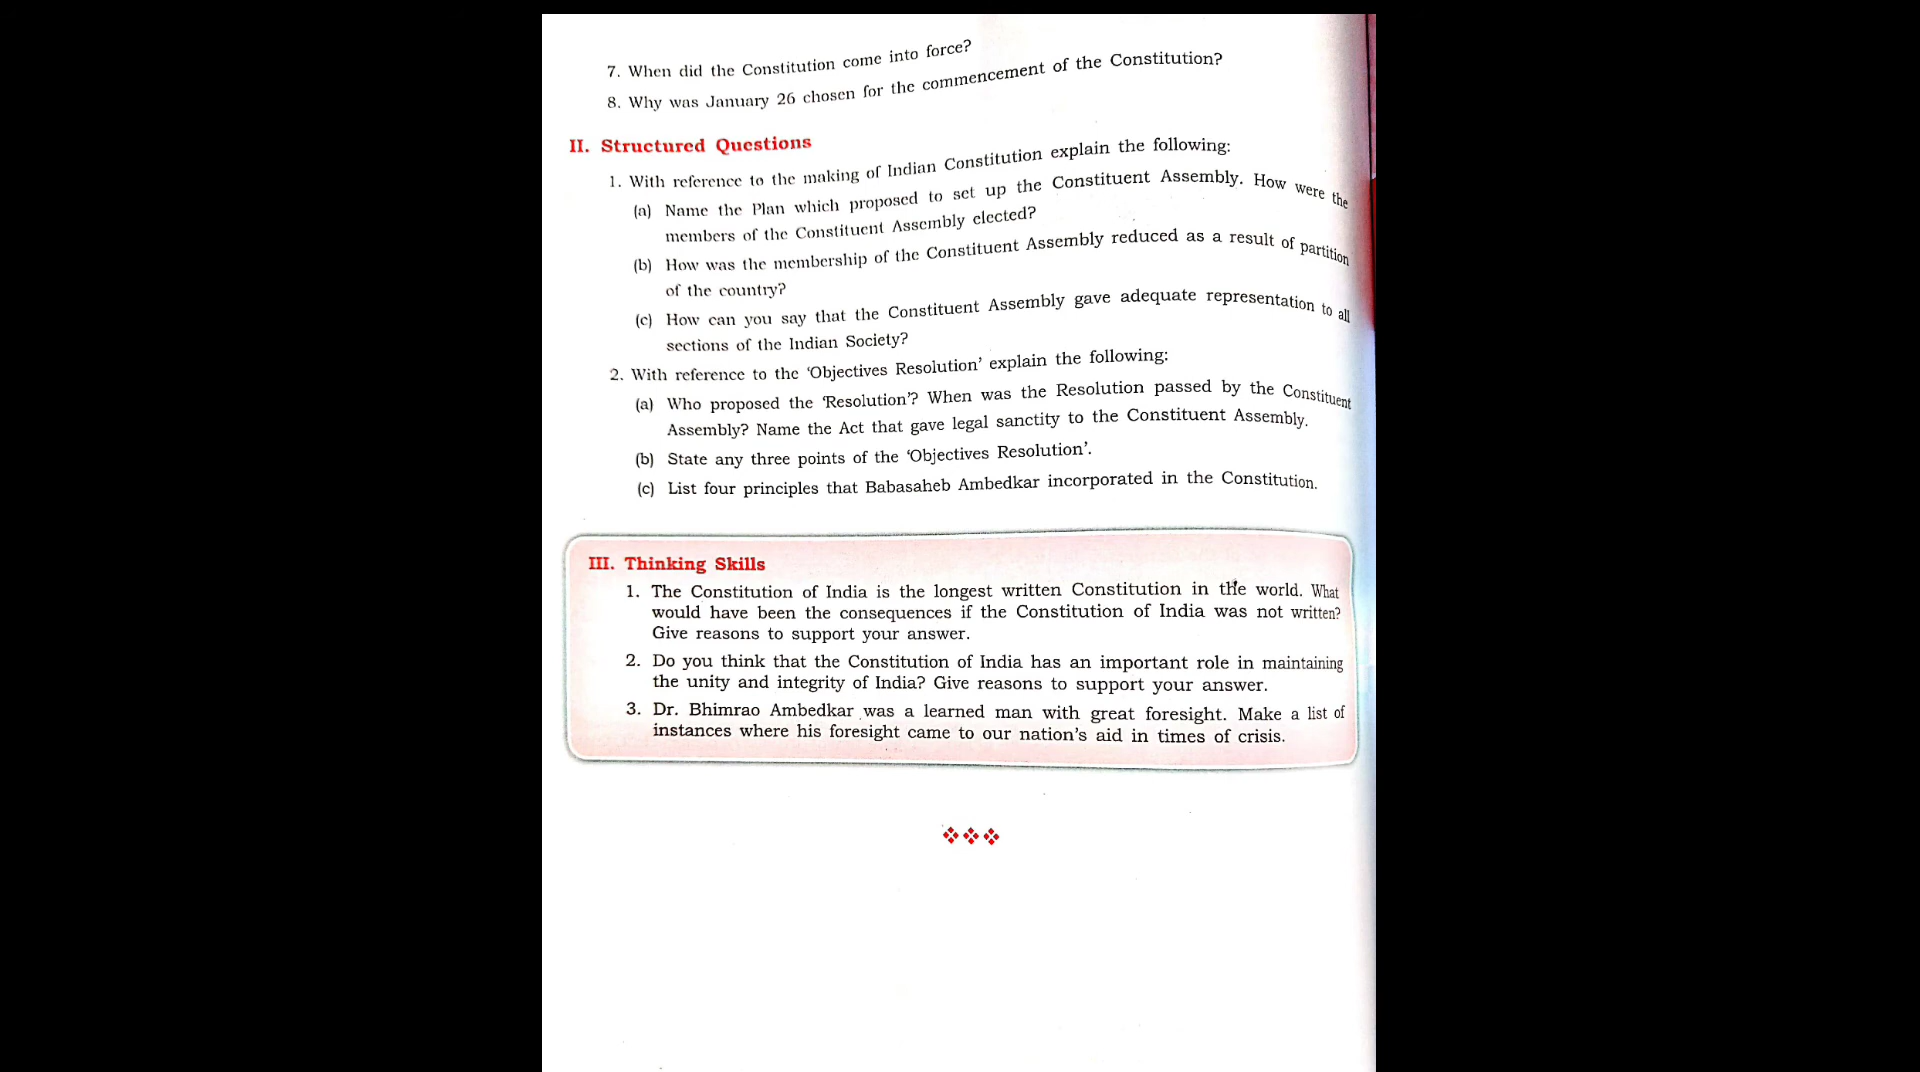 7. When did the Constitution come into force?
8. Why was January 26 chosen for the commencement of the Constitution?
II. Structured Questions
1. With reference to the making of Indian Constitution explain the following:
(a) Name the Plan which proposed to set up the Constituent Assembly. How were the
members of the Constituent Assembly elected?
(b) How was the membership of the Constituent Assembly reduced as a result of partition
of the country?
(c) How can you say that the Constituent Assembly gave adequate representation to all
sections of the Indian Society?
2. With reference to the ‘Objectives Resolution’ explain the following:
(a) Who proposed the ‘Resolution’? When was the Resolution passed by the Constituent
Assembly? Name the Act that gave legal sanctity to the Constituent Assembly.
(b) State any three points of the ‘Objectives Resolution’.
(c) List four principles that Babasaheb Ambedkar incorporated in the Constitution.
III. Thinking Skills
1. The Constitution of India is the longest written Constitution in the world. What
would have been the consequences if the Constitution of India was not written?
Give reasons to support your answer.
2. Do you think that the Constitution of India has an important role in maintaining
the unity and integrity of India? Give reasons to support your answer.
3. Dr. Bhimrao Ambedkar was a learned man with great foresight. Make a list of
instances where his foresight came to our nation’s aid in times of crisis.